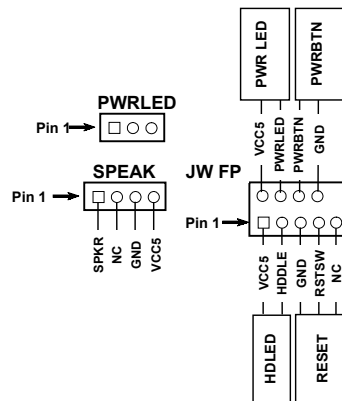 PWR LED
PWRBTN
PWRLED
Pin 1
VCC5
PWRLED
PWRBTN
GND
SPEAK
JW FP
Pin 1
Pin 1
SPKR
NC
GND
VCC5
VCC5
HDDLE
GND
RSTSW
NC
HDLED
RESET